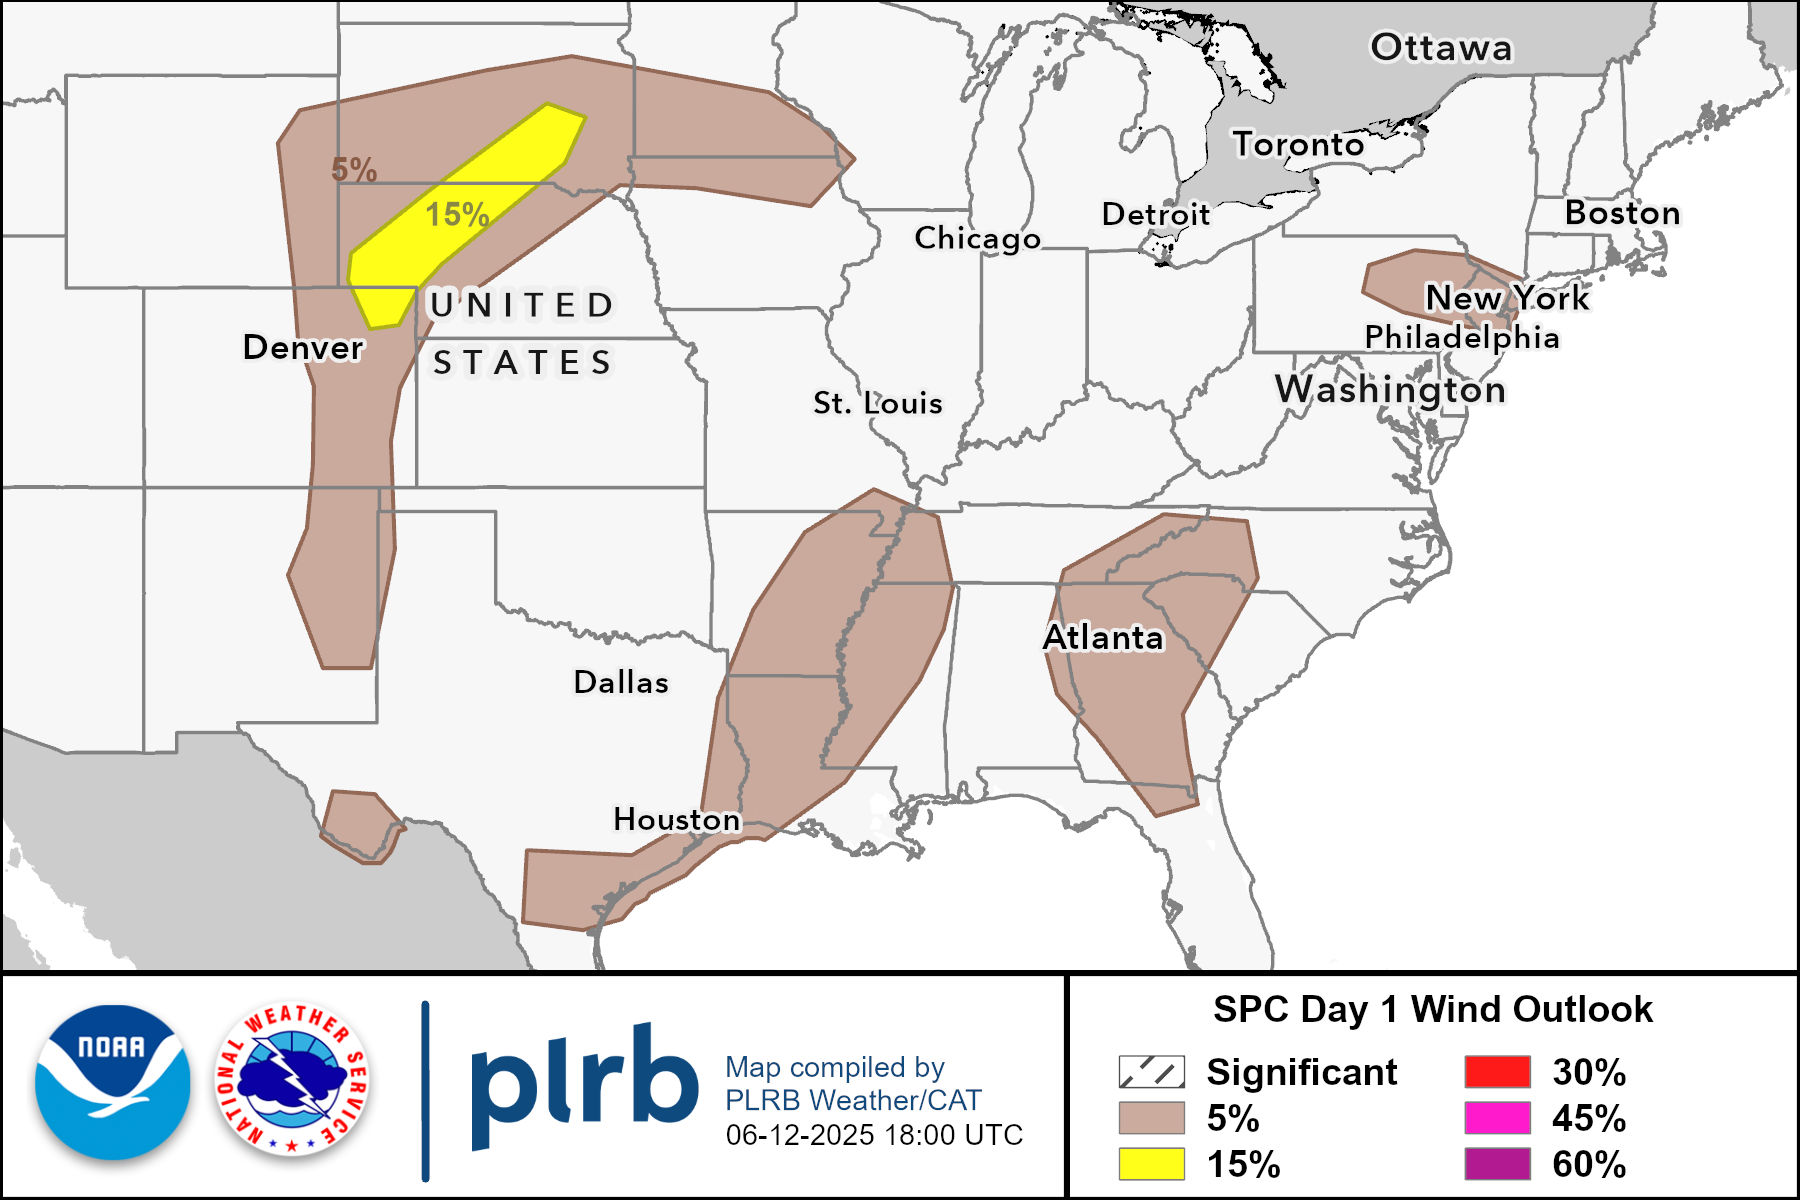 Ottawa
Toronto
5%
15%
Detroit
Boston
Chicago
New York
UNITED
Philadelphia
Denver
STATES
Washington
St. Louis
Atlanta
Dallas
Houston
NOAA
NATIONAL WEATHER SERVICE
plrb
Map compiled by
PLRB Weather/CAT
06-12-2025 18:00 UTC
SPC Day 1 Wind Outlook
Significant
5%
15%
30%
45%
60%